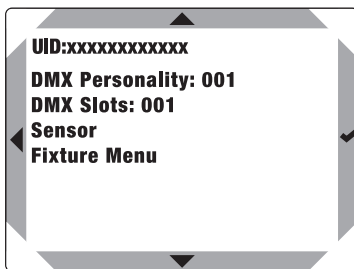 UID:xxxxxxxxxxxx
DMX Personality: 001
DMX Slots: 001
Sensor
Fixture Menu